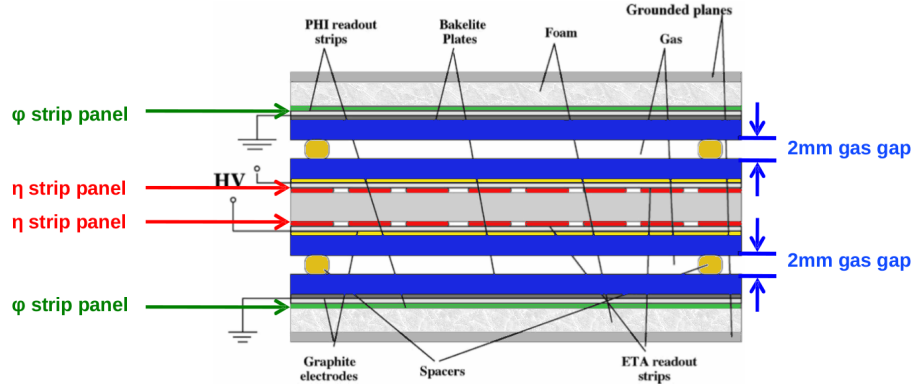 Grounded planes
PHI readout
strips
Bakelite
Plates
Foam
Gas
φ strip panel
2mm gas gap
HV
η strip panel
η strip panel
2mm gas gap
φ strip panel
Graphite
electrodes
Spacers
ETA readout
strips